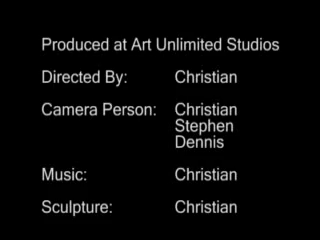 Produced at Art Unlimited Studios
Directed By: Christian
Camera Person: Christian
Stephen
Dennis
Music: Christian
Sculpture: Christian